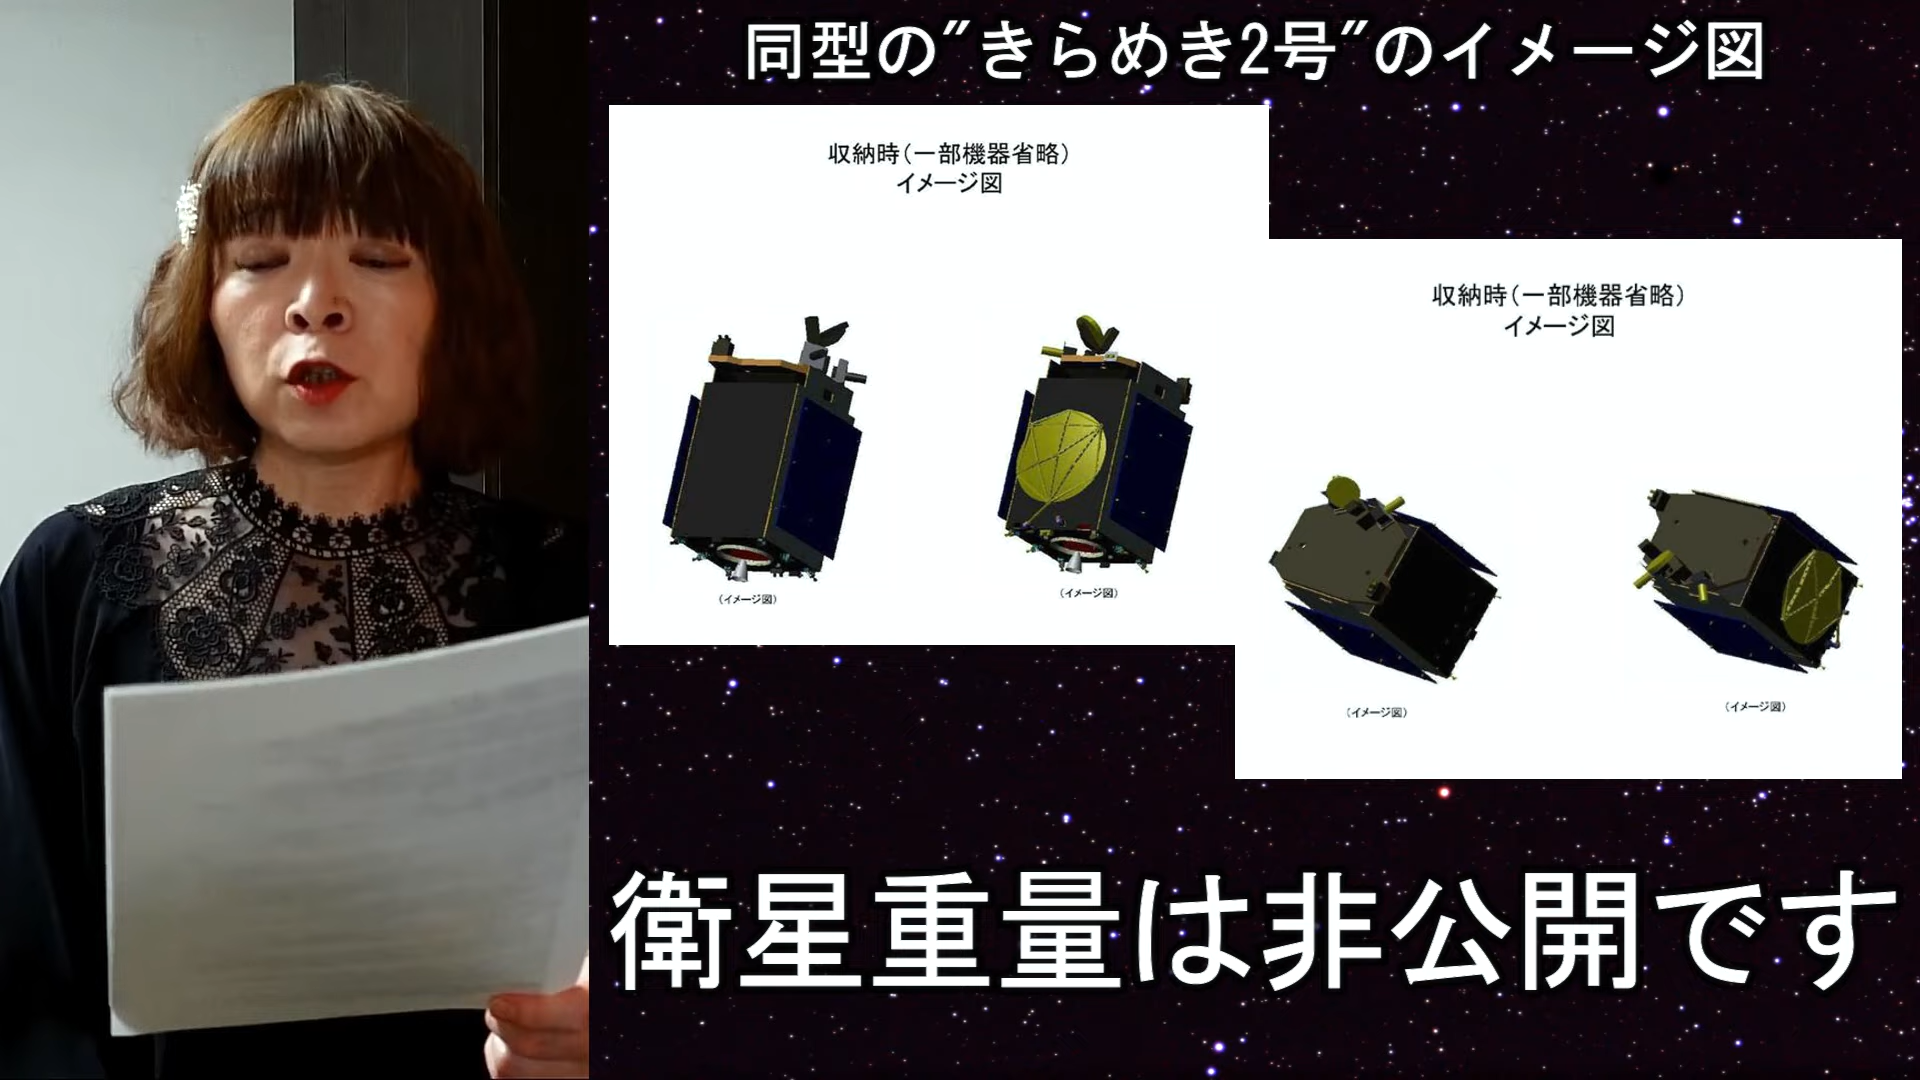 同型の"きらめき2号"のイメージ図
収納時(一部機器省略)
イメージ図
(イメージ図)
(イメージ図)
収納時(一部機器省略)
イメージ図
(イメージ図)
(イメージ図)
衛星重量は非公開です